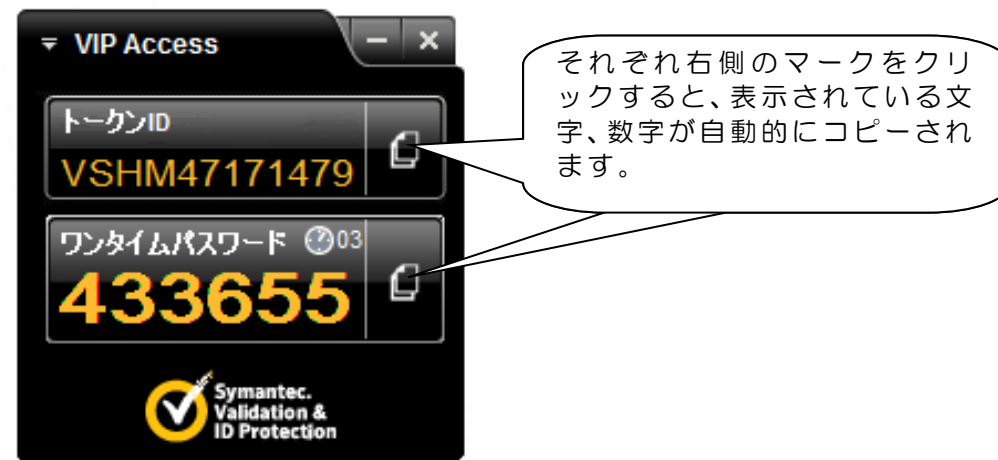 VIP Access
トークンID
VSHM47171479
ワンタイムパスワード 03
433655
Symantec.
Validation &
ID Protection
それぞれ右側のマークをクリ
ックすると、表示されている文
字、数字が自動的にコピーされ
ます。